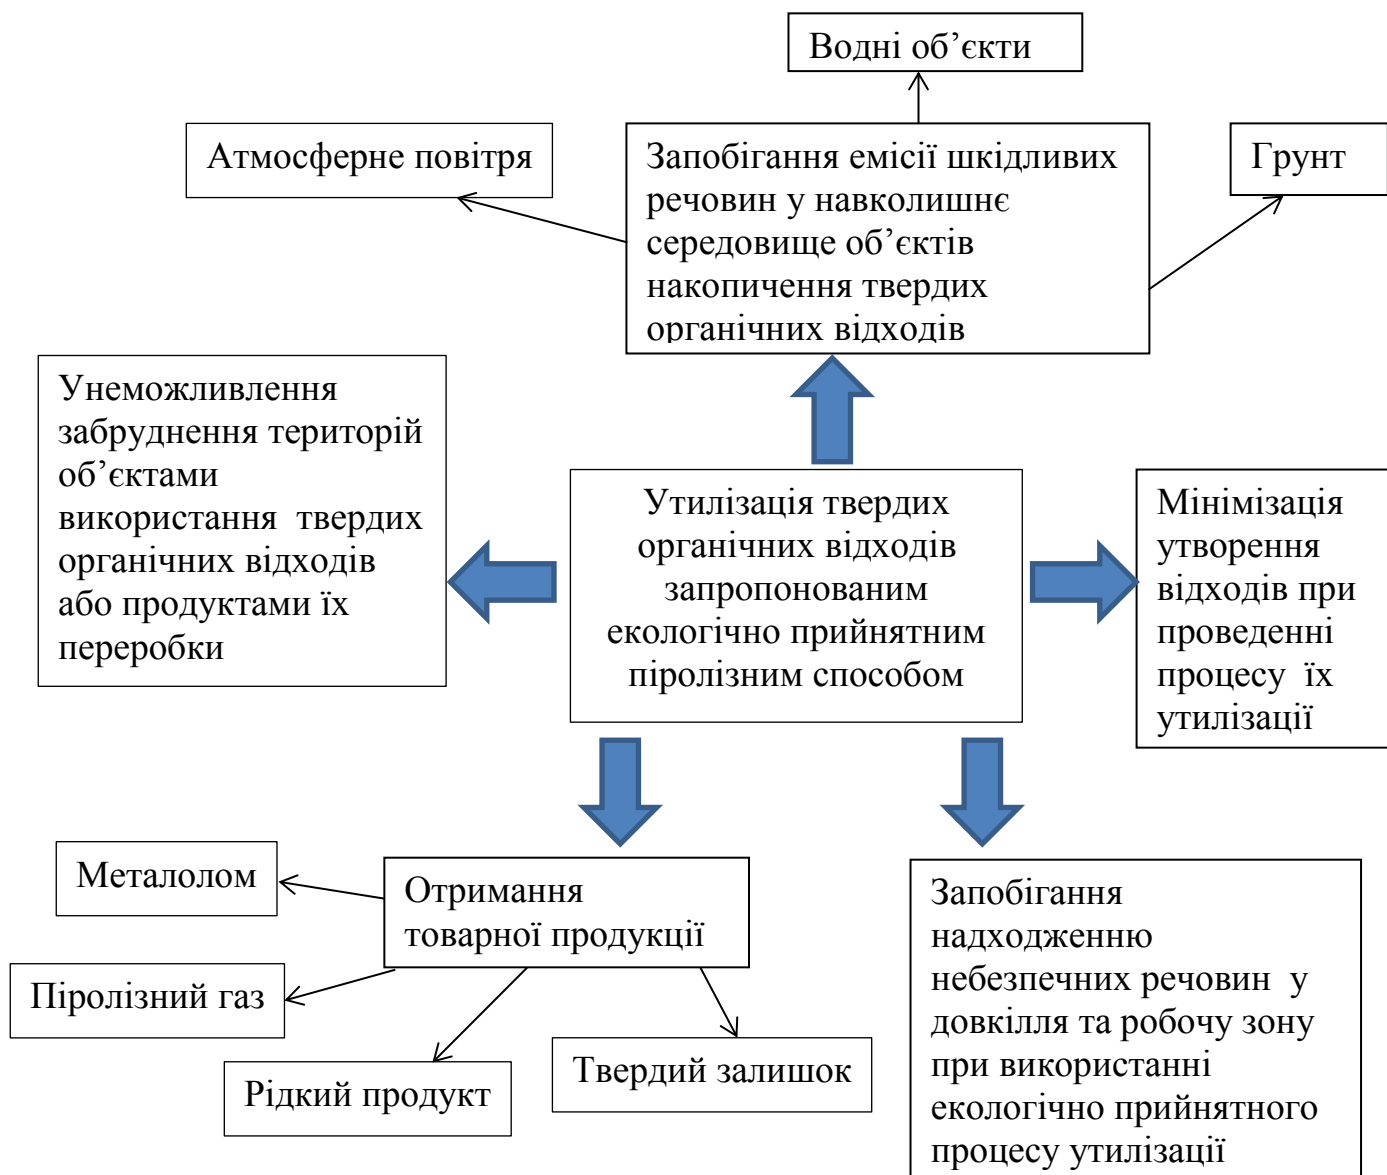 Водні об’єкти
Атмосферне повітря
Запобігання емісії шкідливих
речовин у навколишнє
середовище об’єктів
накопичення твердих
органічних відходів
Грунт
Унеможливлення
забруднення територій
об’єктами
використання твердих
органічних відходів
або продуктами їх
переробки
Утилізація твердих
органічних відходів
запропонованим
екологічно прийнятним
піролізним способом
Мінімізація
утворення
відходів при
проведенні
процесу їх
утилізації
Металолом
Отримання
товарної продукції
Піролізний газ
Рідкий продукт
Твердий залишок
Запобігання
надходженню
небезпечних речовин у
довкілля та робочу зону
при використанні
екологічно прийнятного
процесу утилізації